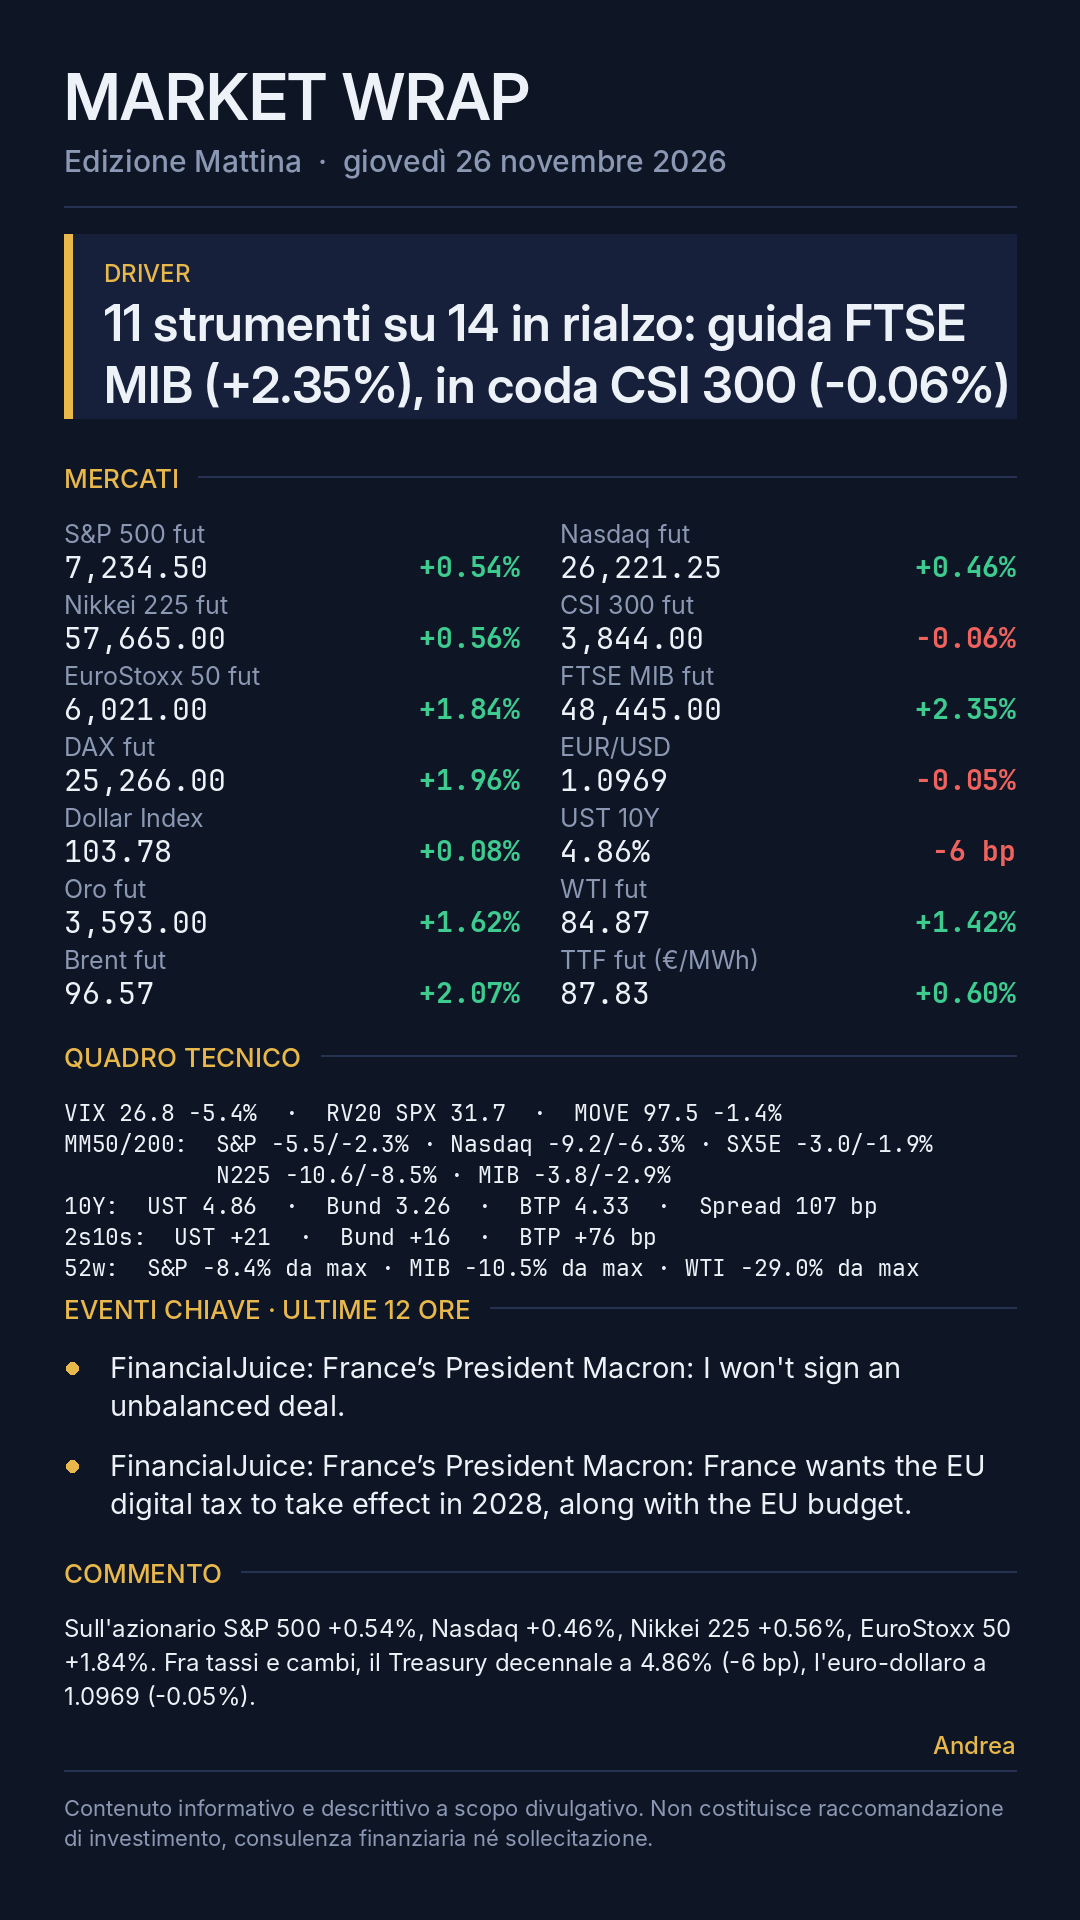 MARKET WRAP
Edizione Mattina · giovedì 26 novembre 2026
DRIVER
11 strumenti su 14 in rialzo: guida FTSE
MIB (+2.35%), in coda CSI 300 (-0.06%)
MERCATI
S&P 500 fut
7,234.50 +0.54%
Nasdaq fut
26,221.25 +0.46%
Nikkei 225 fut
57,665.00 +0.56%
CSI 300 fut
3,844.00 -0.06%
EuroStoxx 50 fut
6,021.00 +1.84%
FTSE MIB fut
48,445.00 +2.35%
DAX fut
25,266.00 +1.96%
EUR/USD
1.0969 -0.05%
Dollar Index
103.78 +0.08%
UST 10Y
4.86% -6 bp
Oro fut
3,593.00 +1.62%
WTI fut
84.87 +1.42%
Brent fut
96.57 +2.07%
TTF fut (€/MWh)
87.83 +0.60%
QUADRO TECNICO
VIX 26.8 -5.4% · RV20 SPX 31.7 · MOVE 97.5 -1.4%
MM50/200: S&P -5.5/-2.3% · Nasdaq -9.2/-6.3% · SX5E -3.0/-1.9%
N225 -10.6/-8.5% · MIB -3.8/-2.9%
10Y: UST 4.86 · Bund 3.26 · BTP 4.33 · Spread 107 bp
2s10s: UST +21 · Bund +16 · BTP +76 bp
52w: S&P -8.4% da max · MIB -10.5% da max · WTI -29.0% da max
EVENTI CHIAVE · ULTIME 12 ORE
FinancialJuice: France’s President Macron: I won't sign an
unbalanced deal.
FinancialJuice: France’s President Macron: France wants the EU
digital tax to take effect in 2028, along with the EU budget.
COMMENTO
Sull'azionario S&P 500 +0.54%, Nasdaq +0.46%, Nikkei 225 +0.56%, EuroStoxx 50
+1.84%. Fra tassi e cambi, il Treasury decennale a 4.86% (-6 bp), l'euro-dollaro a
1.0969 (-0.05%).
Andrea
Contenuto informativo e descrittivo a scopo divulgativo. Non costituisce raccomandazione
di investimento, consulenza finanziaria né sollecitazione.